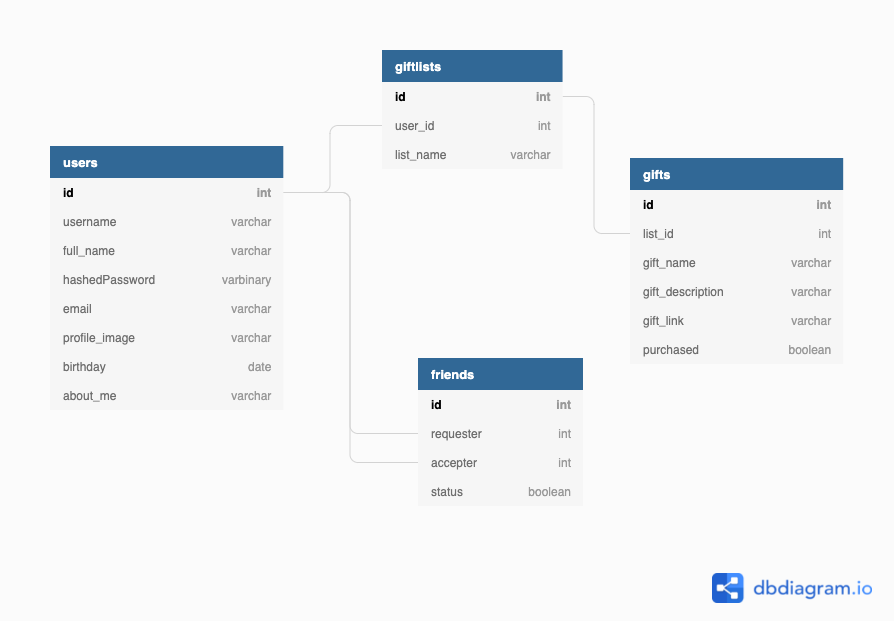 giftlists
id int
user_id int
list_name varchar
users
id int
username varchar
full_name varchar
hashedPassword varbinary
email varchar
profile_image varchar
birthday date
about_me varchar
gifts
id int
list_id int
gift_name varchar
gift_description varchar
gift_link varchar
purchased boolean
friends
id int
requester int
accepter int
status boolean
dbdiagram.io